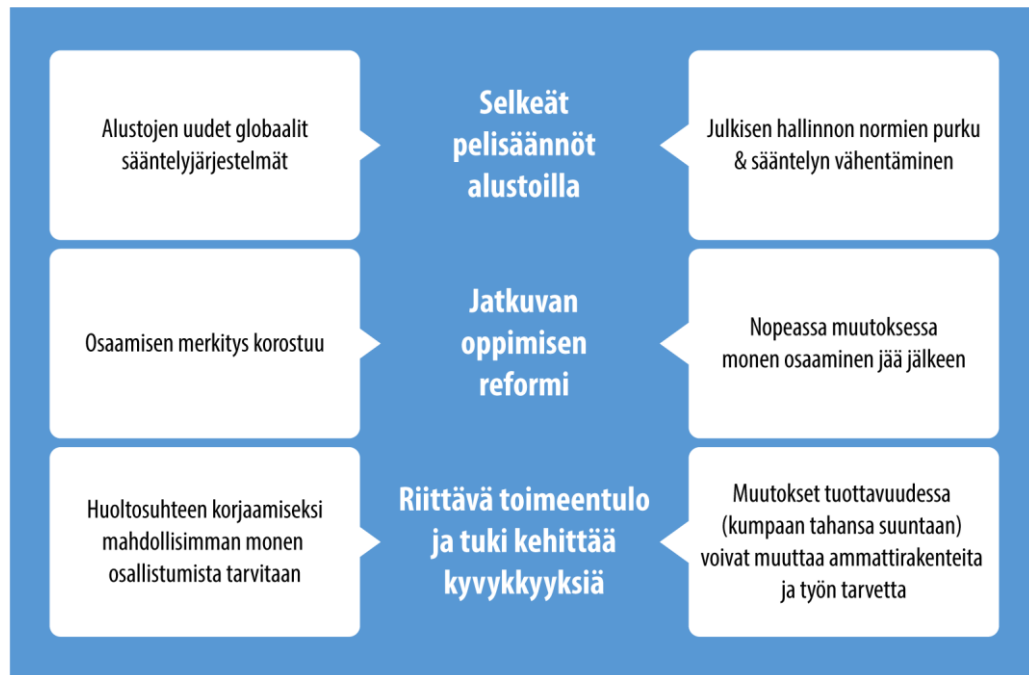 Alustojen uudet globaalit
sääntelyjärjestelmät
Selkeät
pelisäännöt
alustoilla
Julkisen hallinnon normien purku
& sääntelyn vähentäminen
Osaamisen merkitys korostuu
Jatkuvan
oppimisen
reformi
Nopeassa muutoksessa
monen osaaminen jää jälkeen
Huoltosuhteen korjaamiseksi
mahdollisimman monen
osallistumista tarvitaan
Riittävä toimeentulo
ja tuki kehittää
kyvykkyyksiä
Muutokset tuottavuudessa
(kumpaan tahansa suuntaan)
voivat muuttaa ammattirakenteita
ja työn tarvetta